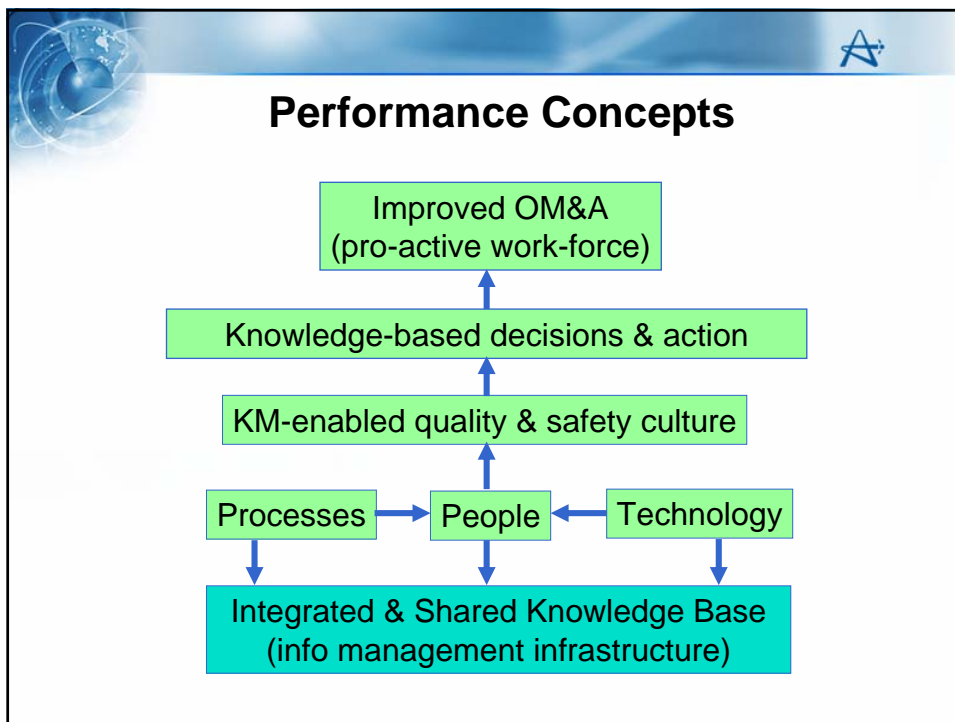 Performance Concepts
Improved OM&A
(pro-active work-force)
Knowledge-based decisions & action
KM-enabled quality & safety culture
Processes
People
Technology
Integrated & Shared Knowledge Base
(info management infrastructure)